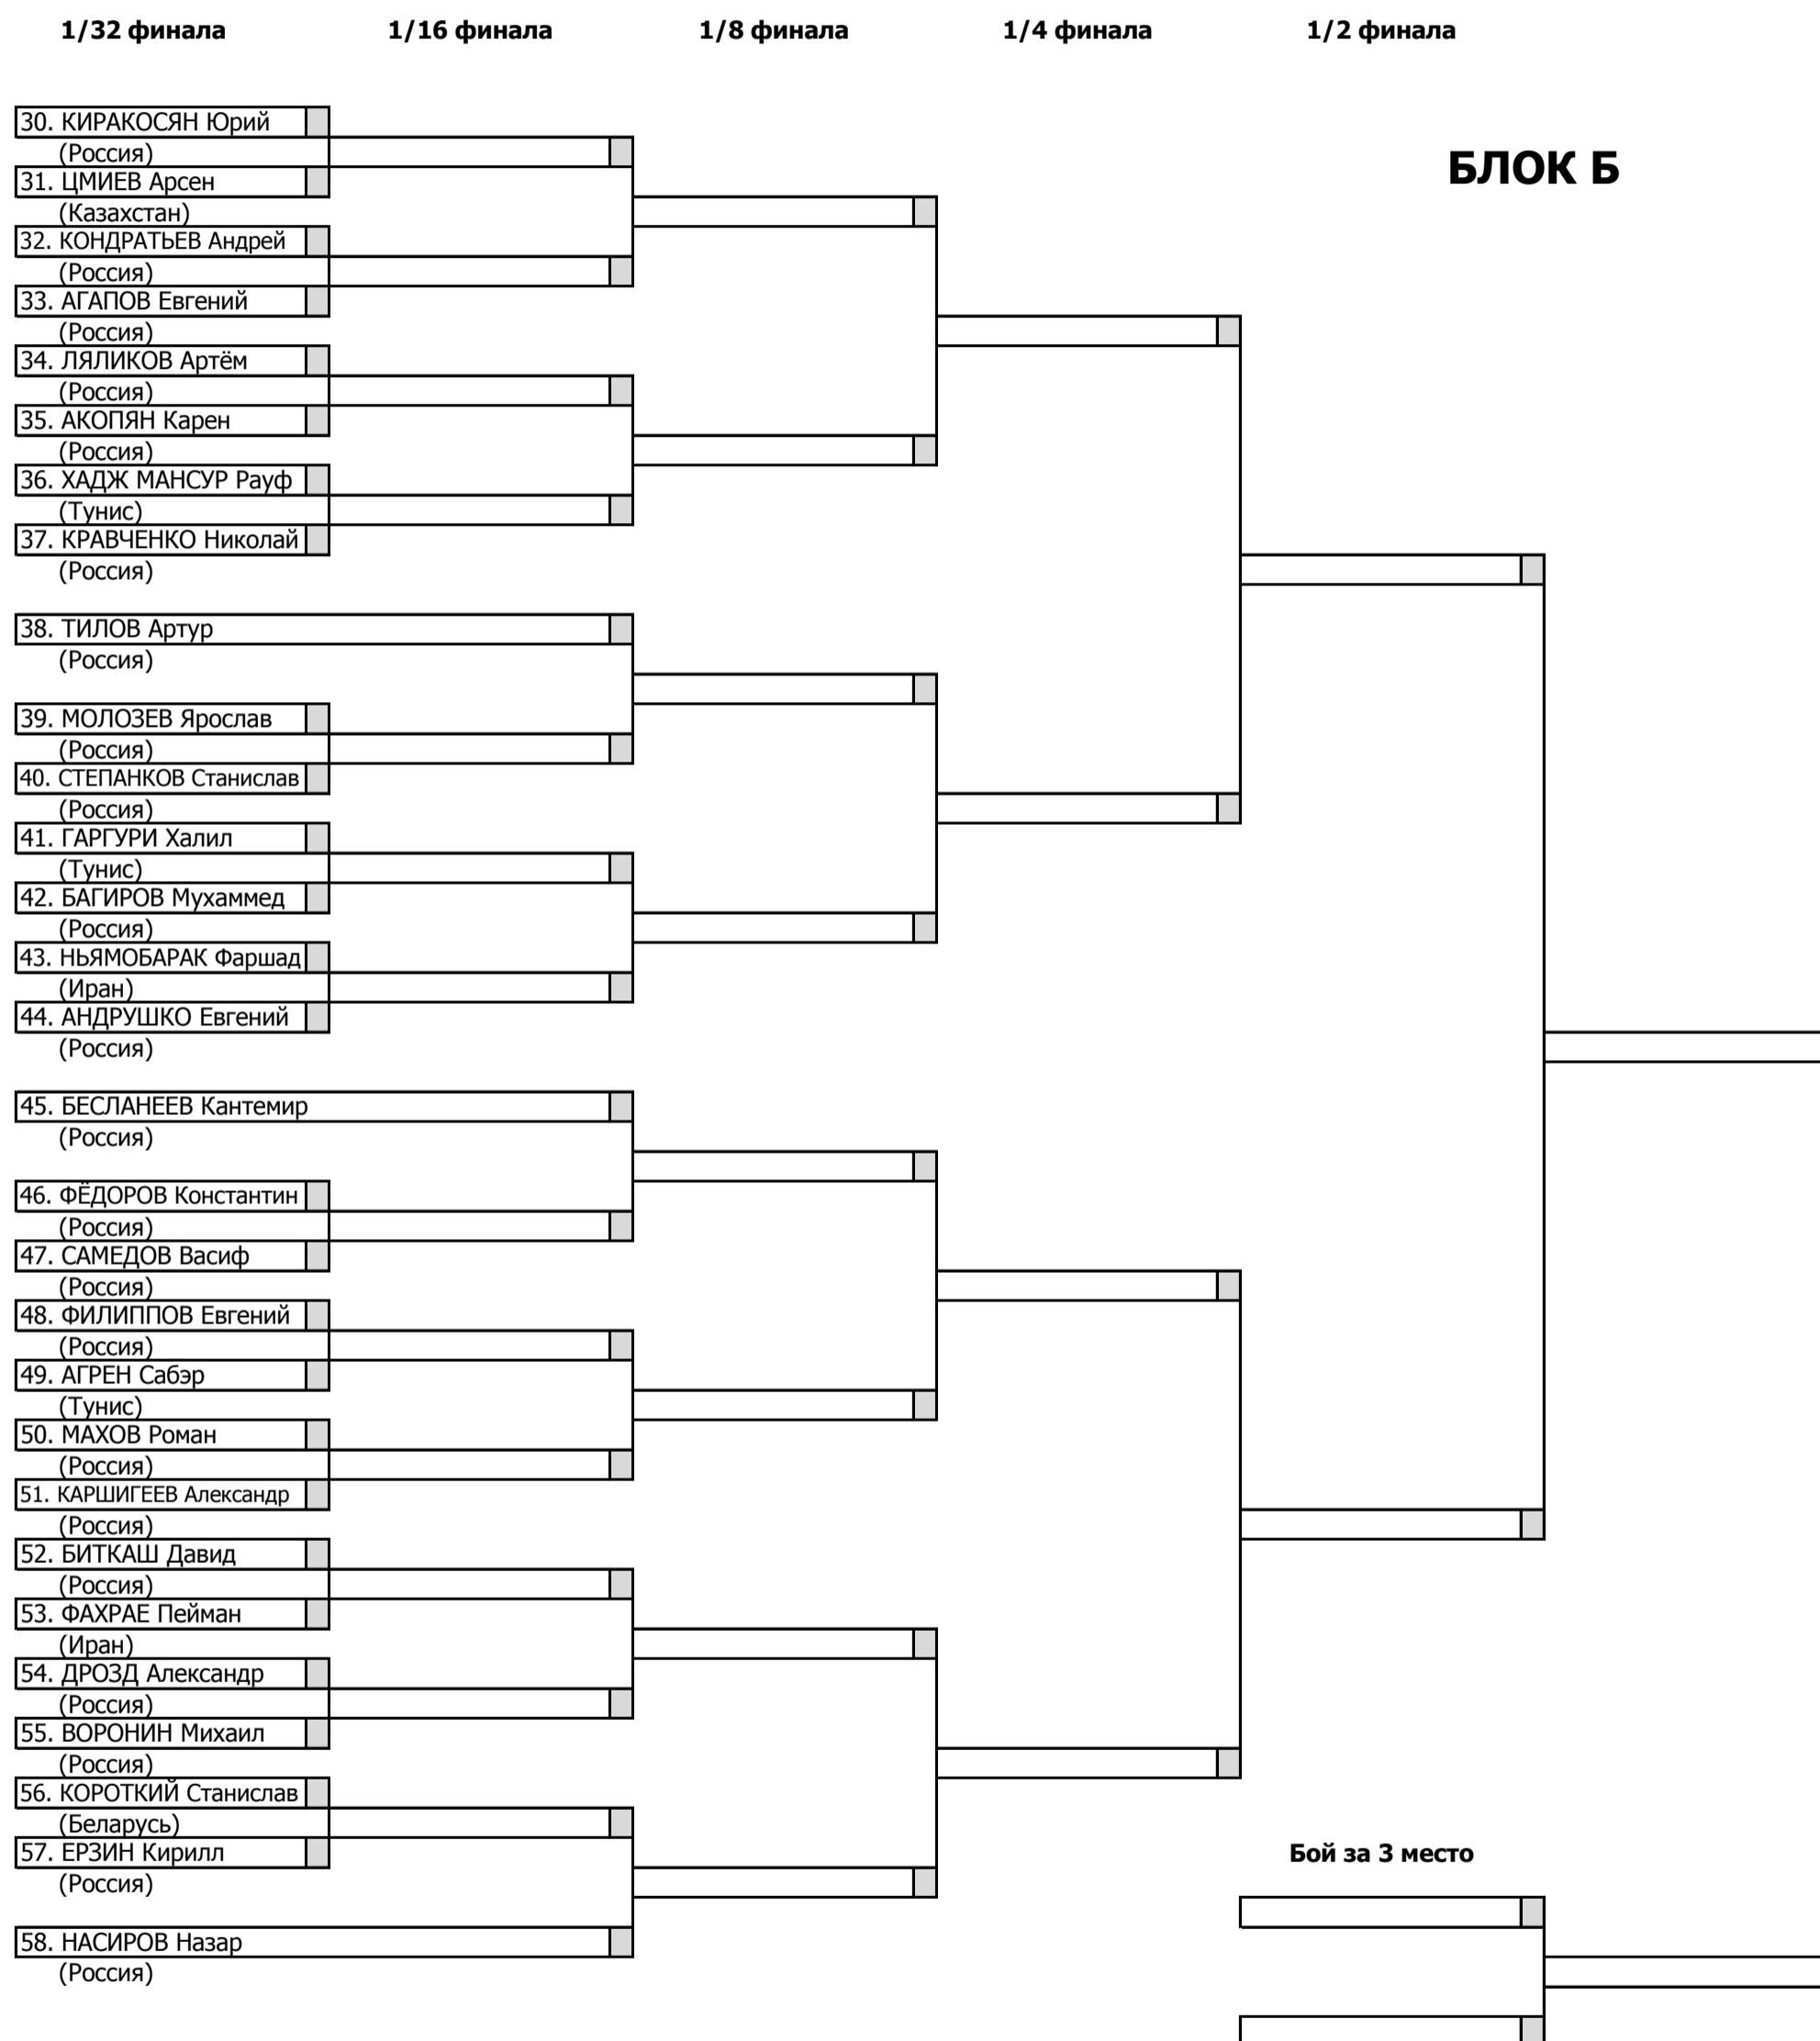 1/32 финала 1/16 финала 1/8 финала 1/4 финала 1/2 финала
БЛОК Б
30. КИРАКОСЯН Юрий
(Россия)
31. ЦМИЕВ Арсен
(Казахстан)
32. КОНДРАТЬЕВ Андрей
(Россия)
33. АГАПОВ Евгений
(Россия)
34. ЛЯЛИКОВ Артём
(Россия)
35. АКОПЯН Карен
(Россия)
36. ХАДЖ МАНСУР Рауф
(Тунис)
37. КРАВЧЕНКО Николай
(Россия)
38. ТИЛОВ Артур
(Россия)
39. МОЛОЗЕВ Ярослав
(Россия)
40. СТЕПАНКОВ Станислав
(Россия)
41. ГАРГУРИ Халил
(Тунис)
42. БАГИРОВ Мухаммед
(Россия)
43. НЬЯМОБАРАК Фаршад
(Иран)
44. АНДРУШКО Евгений
(Россия)
45. БЕСЛАНЕЕВ Кантемир
(Россия)
46. ФЁДОРОВ Константин
(Россия)
47. САМЕДОВ Васиф
(Россия)
48. ФИЛИППОВ Евгений
(Россия)
49. АГРЕН Сабэр
(Тунис)
50. МАХОВ Роман
(Россия)
51. КАРШИГЕЕВ Александр
(Россия)
52. БИТКАШ Давид
(Россия)
53. ФАХРАЕ Пейман
(Иран)
54. ДРОЗД Александр
(Россия)
55. ВОРОНИН Михаил
(Россия)
56. КОРОТКИЙ Станислав
(Беларусь)
57. ЕРЗИН Кирилл
(Россия)
58. НАСИРОВ Назар
(Россия)
Бой за 3 место